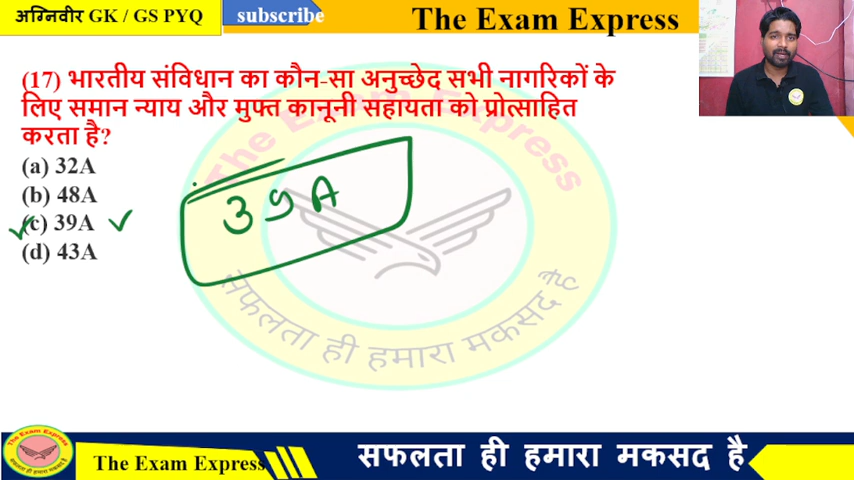 अग्निवीर GK / GS PYQ
subscribe
The Exam Express
(17) भारतीय संविधान का कौन-सा अनुच्छेद सभी नागरिकों के
लिए समान न्याय और मुफ्त कानूनी सहायता को प्रोत्साहित
करता है?
(a) 32A
(b) 48A
(c) 39A
(d) 43A
39A
The Exam Express
सफलता ही हमारा मकसद है
The Exam Express
सफलता ही हमारा मकसद है